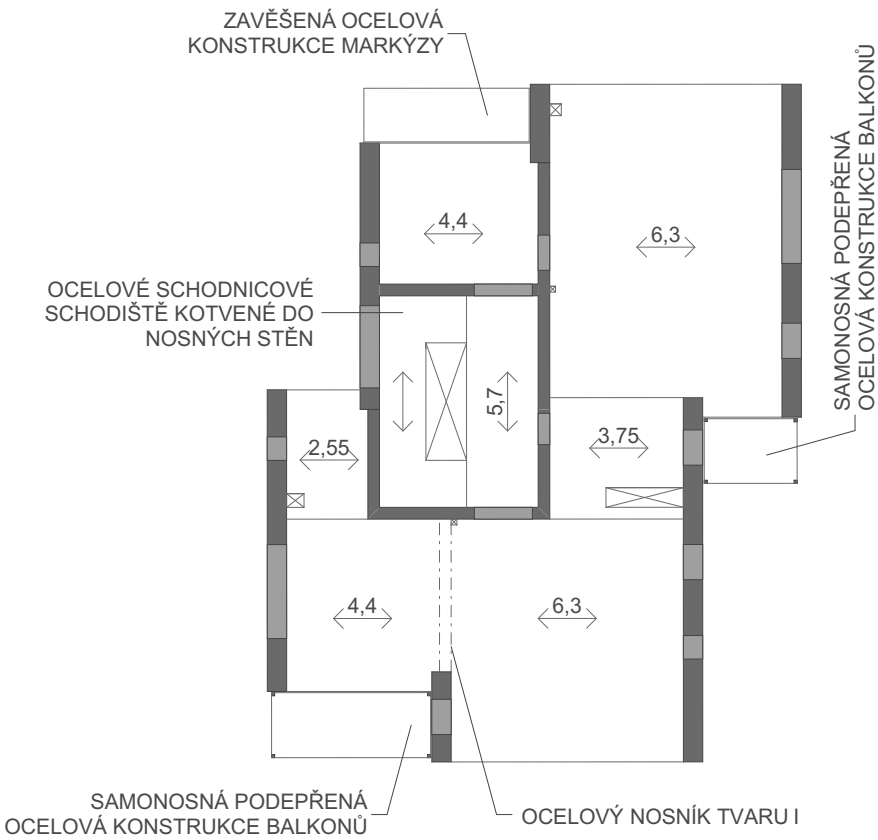 ZAVĚŠENÁ OCELOVÁ
KONSTRUKCE MARKÝZY
SAMONOSNÁ PODEPŘENÁ
OCELOVÁ KONSTRUKCE BALKONŮ
4,4
6,3
OCELOVÉ SCHODNICOVÉ
SCHODIŠTĚ KOTVENÉ DO
NOSNÝCH STĚN
5,7
2,55
3,75
4,4
6,3
SAMONOSNÁ PODEPŘENÁ
OCELOVÁ KONSTRUKCE BALKONŮ
OCELOVÝ NOSNÍK TVARU I